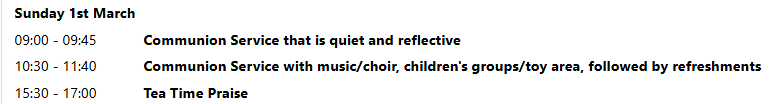 Sunday 1st March
09:00 - 09:45 Communion Service that is quiet and reflective
10:30 - 11:40 Communion Service with music/choir, children's groups/toy area, followed by refreshments
15:30 - 17:00 Tea Time Praise